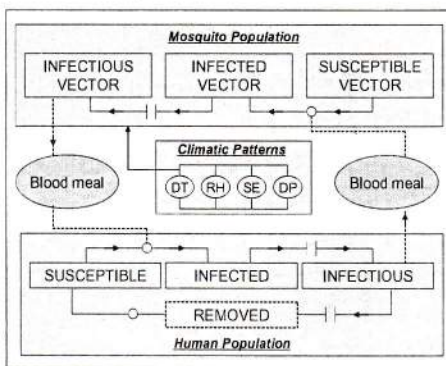 Mosquito Population
INFECTIOUS VECTOR
INFECTED VECTOR
SUSCEPTIBLE VECTOR
Climatic Patterns
Blood meal
DT RH SE DP
Blood meal
SUSCEPTIBLE INFECTED INFECTIOUS
REMOVED
Human Population